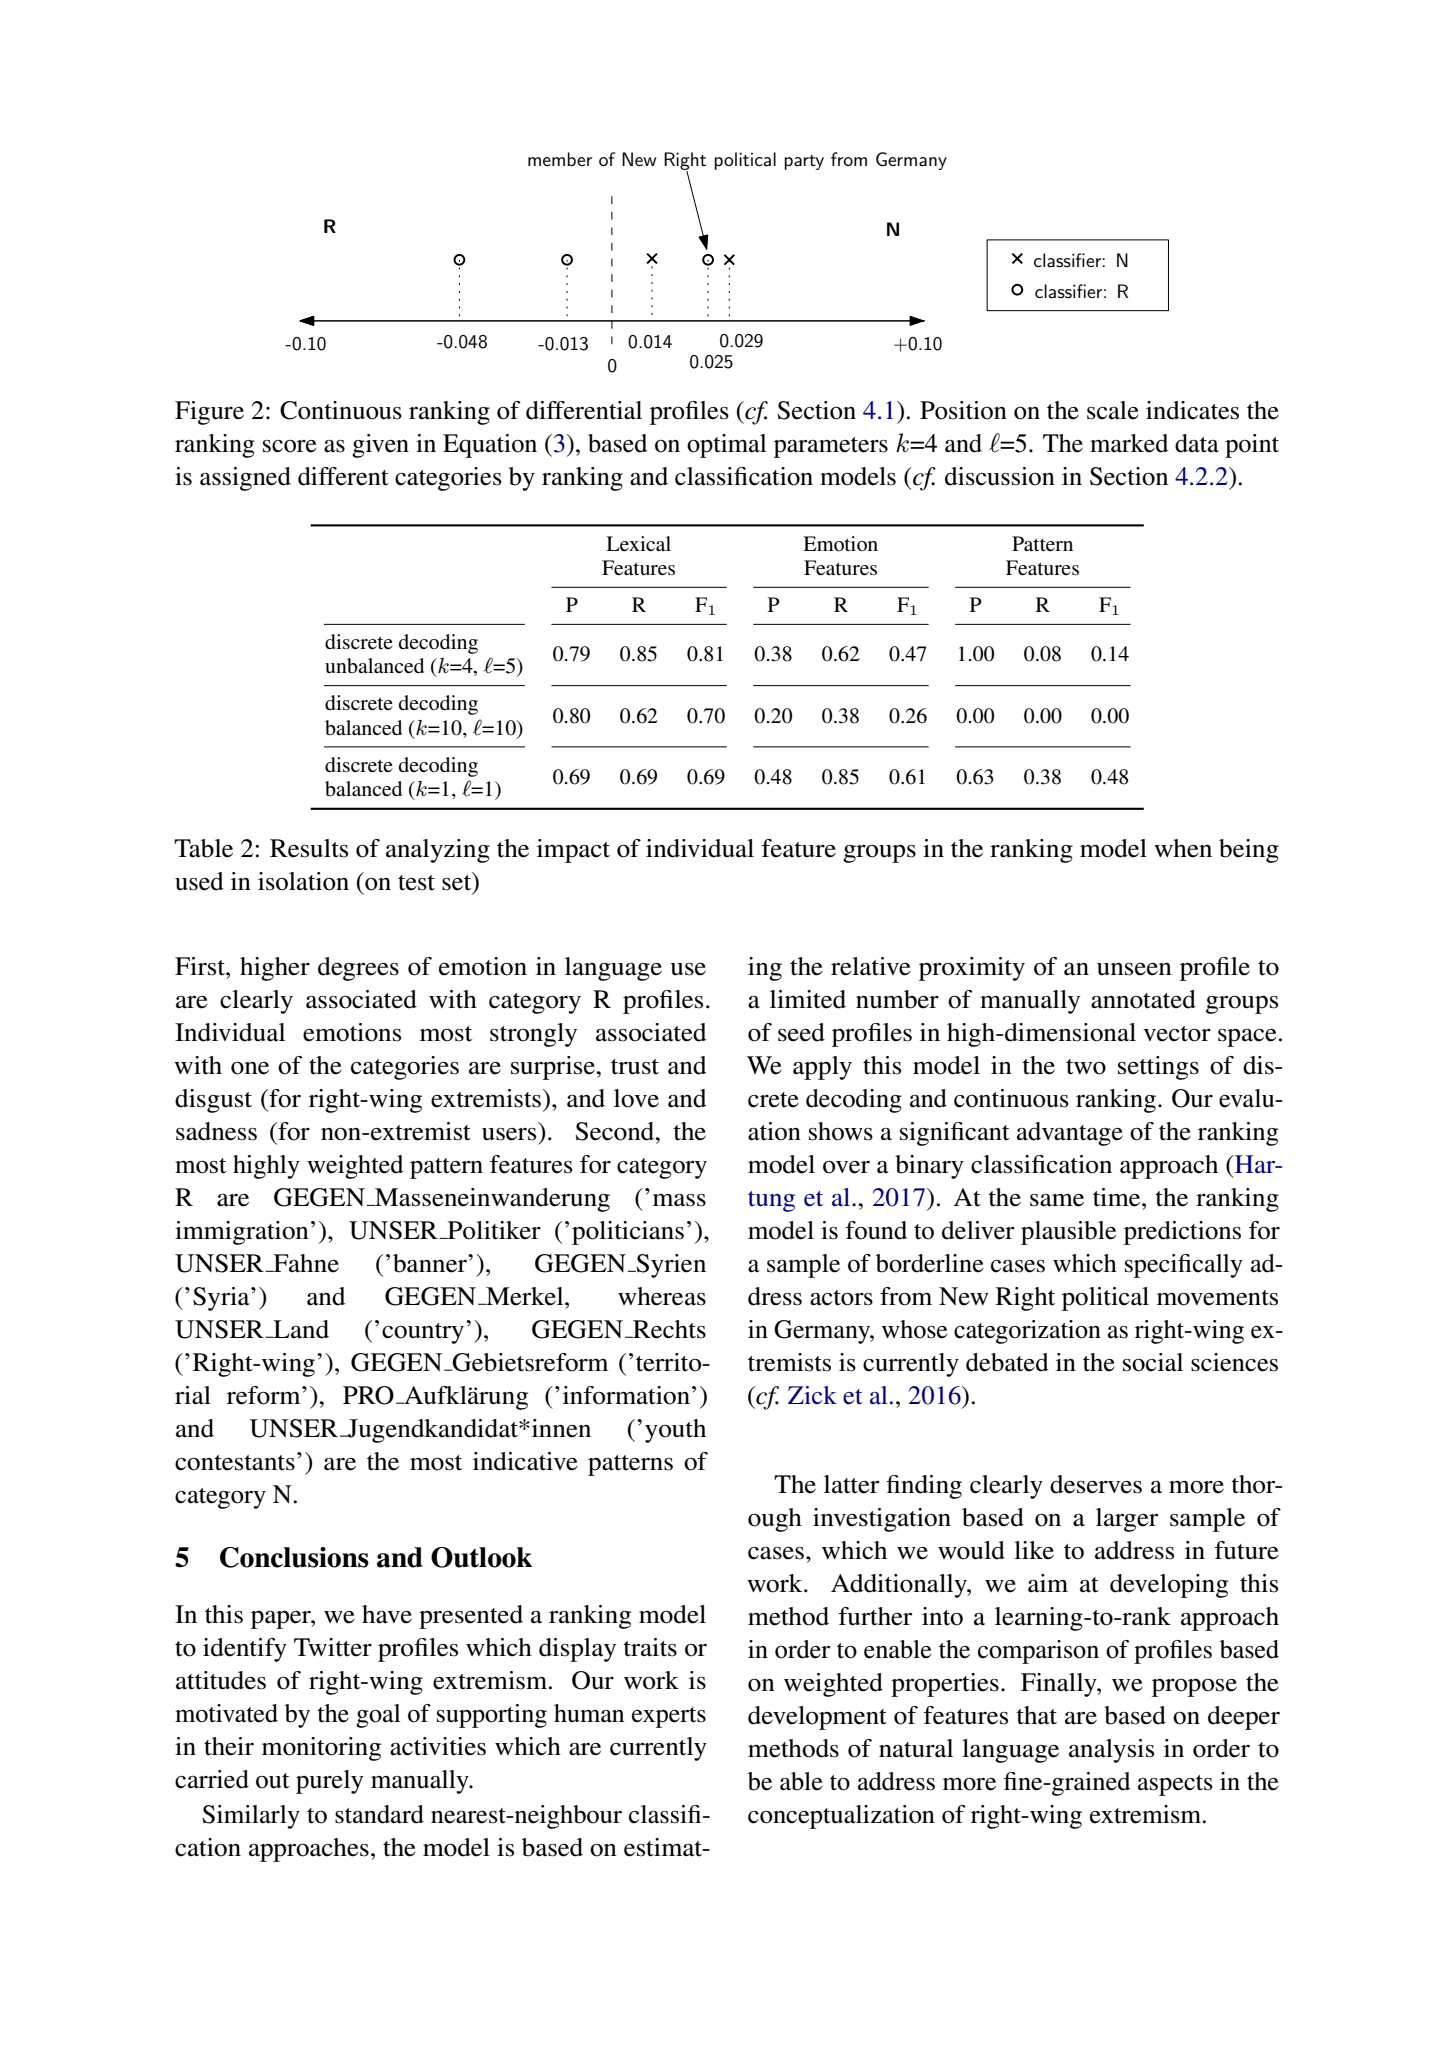 member of New Right political party from Germany
R
N
× classifier: N
○ classifier: R
-0.10
-0.048
-0.013
0
0.014
0.025
0.029
+0.10
Figure 2: Continuous ranking of differential profiles (cf. Section 4.1). Position on the scale indicates the
ranking score as given in Equation (3), based on optimal parameters k=4 and ℓ=5. The marked data point
is assigned different categories by ranking and classification models (cf. discussion in Section 4.2.2).
Lexical Features
Emotion Features
Pattern Features
P R F₁ P R F₁ P R F₁
discrete decoding
unbalanced (k=4, ℓ=5) 0.79 0.85 0.81 0.38 0.62 0.47 1.00 0.08 0.14
discrete decoding
balanced (k=10, ℓ=10) 0.80 0.62 0.70 0.20 0.38 0.26 0.00 0.00 0.00
discrete decoding
balanced (k=1, ℓ=1) 0.69 0.69 0.69 0.48 0.85 0.61 0.63 0.38 0.48
Table 2: Results of analyzing the impact of individual feature groups in the ranking model when being
used in isolation (on test set)
First, higher degrees of emotion in language use
are clearly associated with category R profiles.
Individual emotions most strongly associated
with one of the categories are surprise, trust and
disgust (for right-wing extremists), and love and
sadness (for non-extremist users). Second, the
most highly weighted pattern features for category
R are GEGEN_Masseneinwanderung ('mass
immigration'), UNSER_Politiker ('politicians'),
UNSER_Fahne ('banner'), GEGEN_Syrien
('Syria') and GEGEN_Merkel, whereas
UNSER_Land ('country'), GEGEN_Rechts
('Right-wing'), GEGEN_Gebietsreform ('territo-
rial reform'), PRO_Aufklärung ('information')
and UNSER_Jugendkandidat*innen ('youth
contestants') are the most indicative patterns of
category N.
5 Conclusions and Outlook
In this paper, we have presented a ranking model
to identify Twitter profiles which display traits or
attitudes of right-wing extremism. Our work is
motivated by the goal of supporting human experts
in their monitoring activities which are currently
carried out purely manually.
Similarly to standard nearest-neighbour classifi-
cation approaches, the model is based on estimat-
ing the relative proximity of an unseen profile to
a limited number of manually annotated groups
of seed profiles in high-dimensional vector space.
We apply this model in the two settings of dis-
crete decoding and continuous ranking. Our evalu-
ation shows a significant advantage of the ranking
model over a binary classification approach (Har-
tung et al., 2017). At the same time, the ranking
model is found to deliver plausible predictions for
a sample of borderline cases which specifically ad-
dress actors from New Right political movements
in Germany, whose categorization as right-wing ex-
tremists is currently debated in the social sciences
(cf. Zick et al., 2016).
The latter finding clearly deserves a more thor-
ough investigation based on a larger sample of
cases, which we would like to address in future
work. Additionally, we aim at developing this
method further into a learning-to-rank approach
in order to enable the comparison of profiles based
on weighted properties. Finally, we propose the
development of features that are based on deeper
methods of natural language analysis in order to
be able to address more fine-grained aspects in the
conceptualization of right-wing extremism.